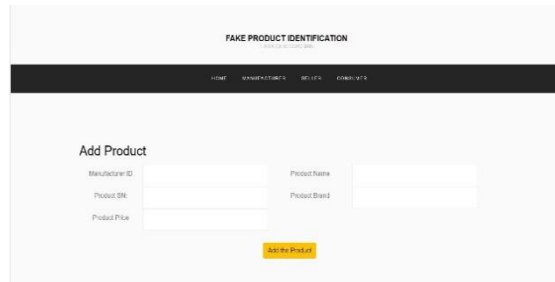 FAKE PRODUCT IDENTIFICATION
HOME MANUFACTURER SELLER CONSUMER
Add Product
Manufacturer ID Product Name
Product SN Product Brand
Product Price
Add the Product